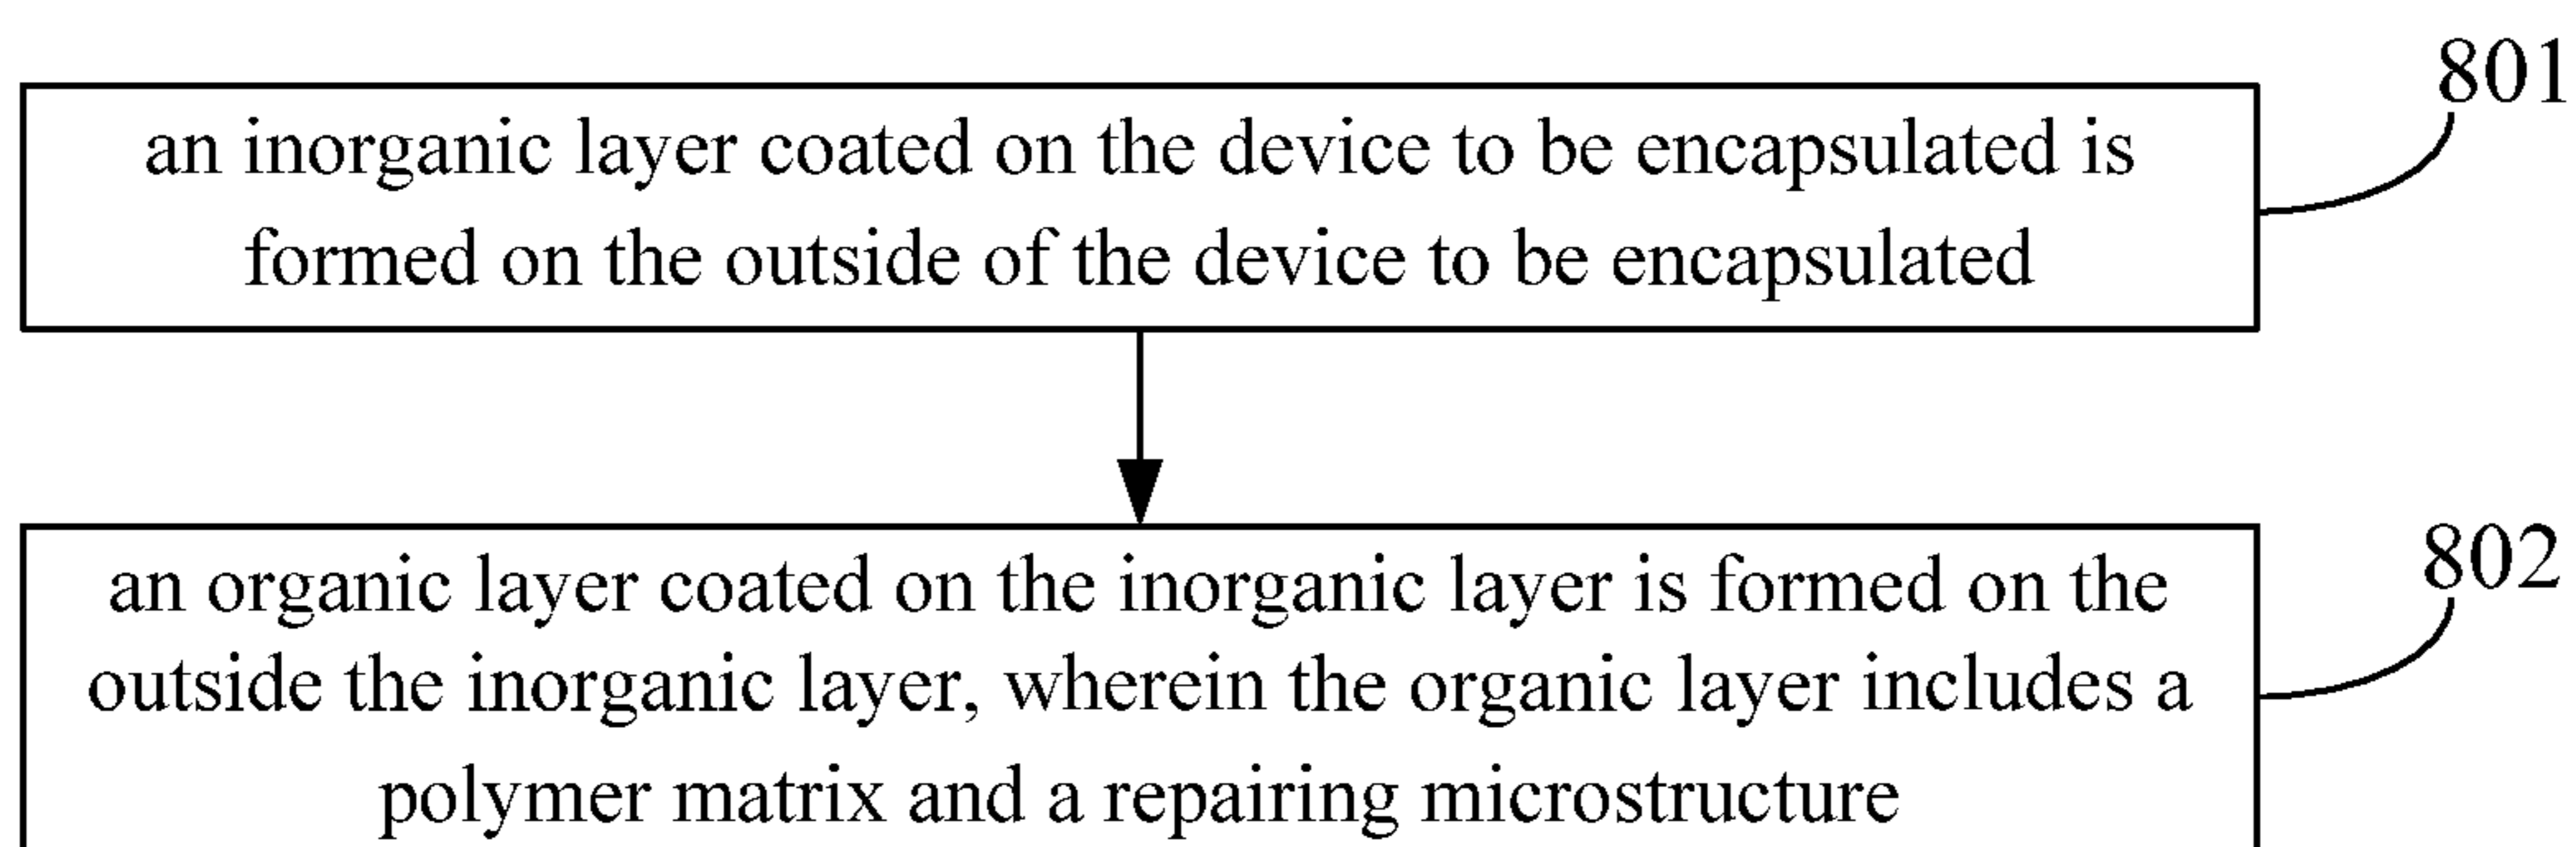 801
an inorganic layer coated on the device to be encapsulated is
formed on the outside of the device to be encapsulated
802
an organic layer coated on the inorganic layer is formed on the
outside the inorganic layer, wherein the organic layer includes a
polymer matrix and a repairing microstructure